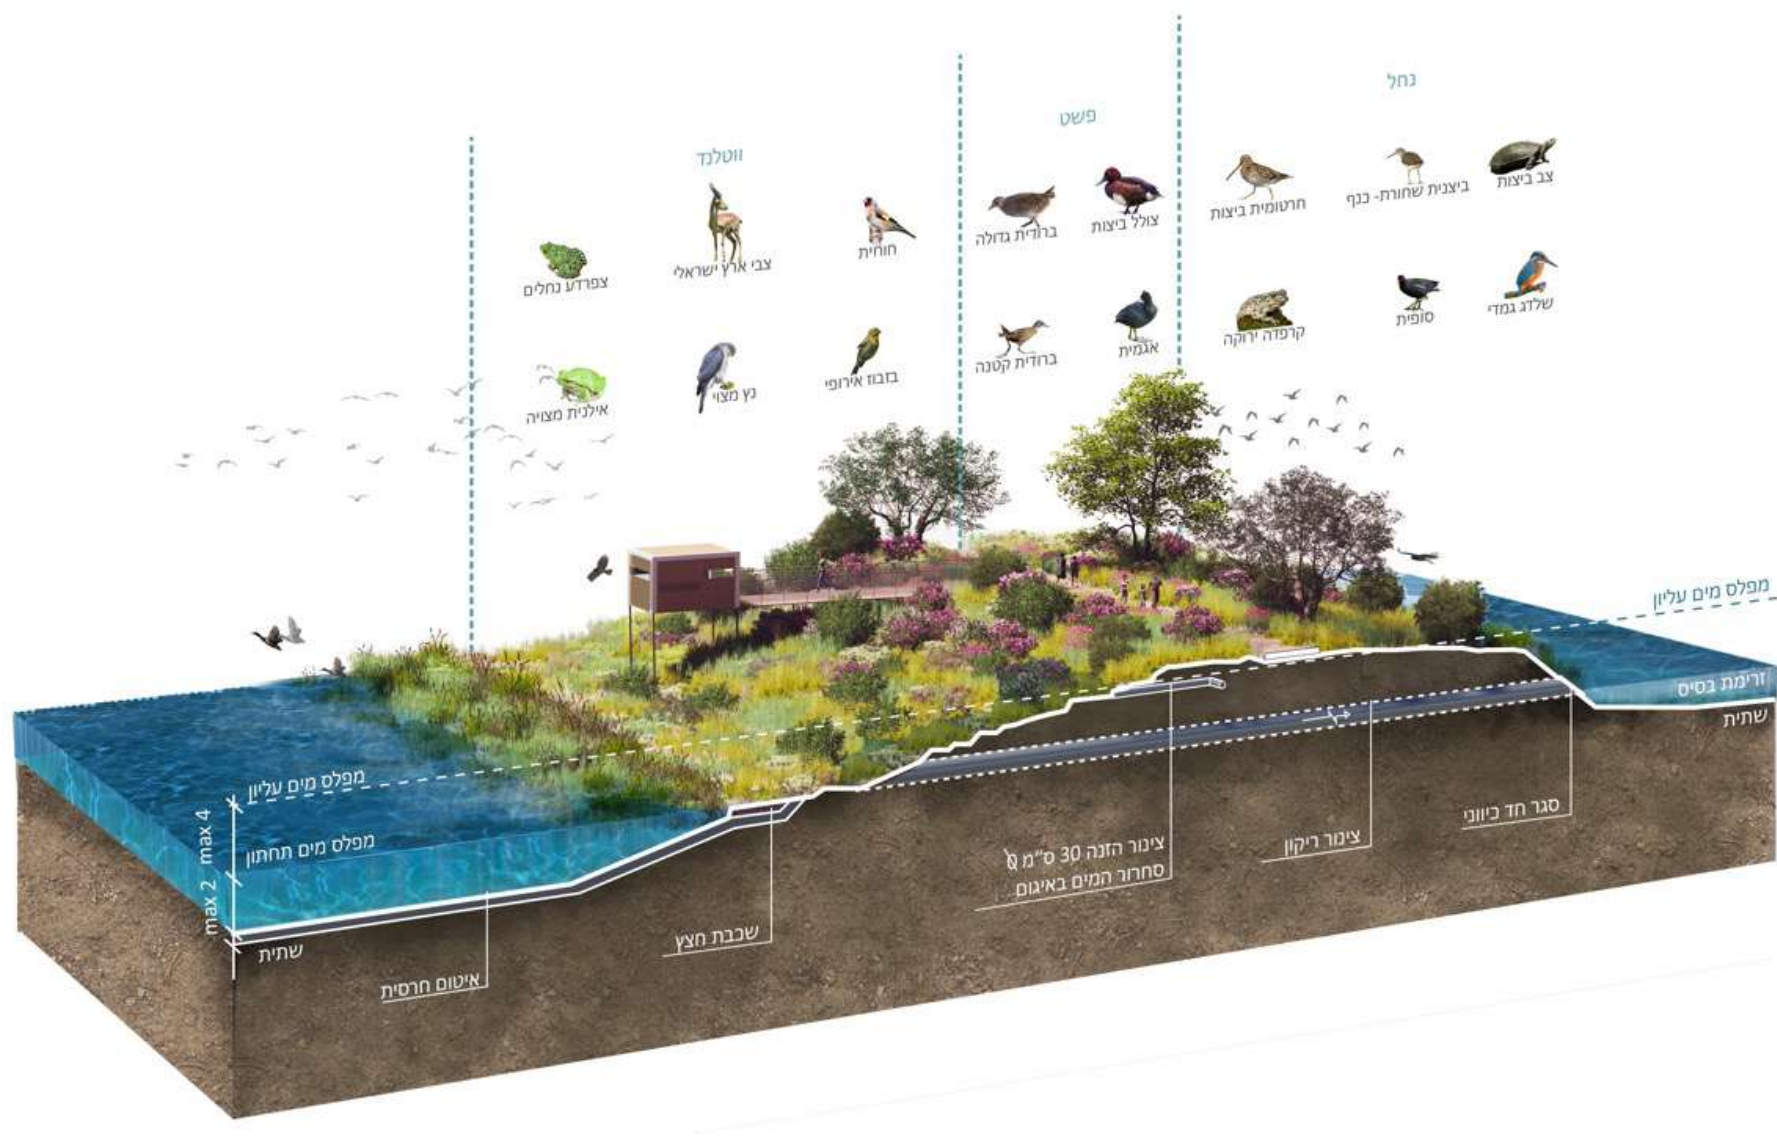 נחל
פשט
ווטלנד
צב ביצות
ביצנית שחורת- כנף
חרטומית ביצות
צולל ביצות
ברודית גדולה
חוחית
צבי ארץ ישראלי
צפרדע נחלים
שלדג גמדי
סופית
קרפדה ירוקה
אגמית
ברודית קטנה
בזבוז אירופי
נץ מצוי
אילנית מצויה
מפלס מים עליון
זרימת בסיס
שתית
מפלס מים עליון
מפלס מים תחתון
max 4
max 2
שתית
סגר חד כיווני
צינור ריקון
צינור הזנה 30 ס"מ Ø
סחרור המים באיגום
שכבת חצץ
איטום חרסית